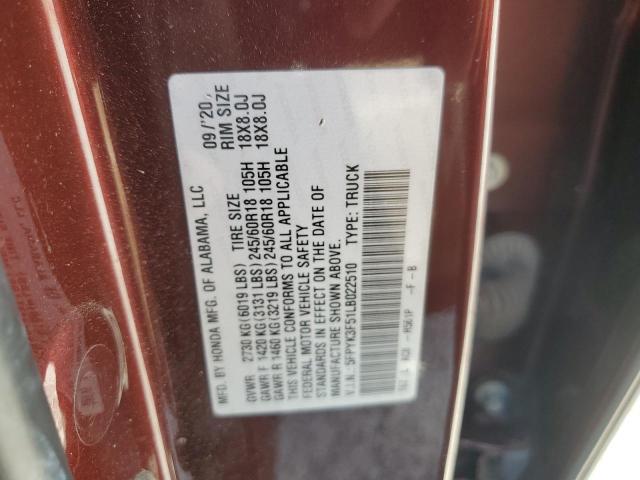 MFD. BY HONDA MFG. OF ALABAMA, LLC 09/'20
GVWR 2730 KG(6019 LBS) TIRE SIZE RIM SIZE
GAWR F 1420 KG(3131 LBS) 245/60R18 105H 18X8.0J
GAWR R 1460 KG(3219 LBS) 245/60R18 105H 18X8.0J
THIS VEHICLE CONFORMS TO ALL APPLICABLE
FEDERAL MOTOR VEHICLE SAFETY
STANDARDS IN EFFECT ON THE DATE OF
MANUFACTURE SHOWN ABOVE.
V.I.N.: 5FPYK3F51LB022510 TYPE: TRUCK
-F -B